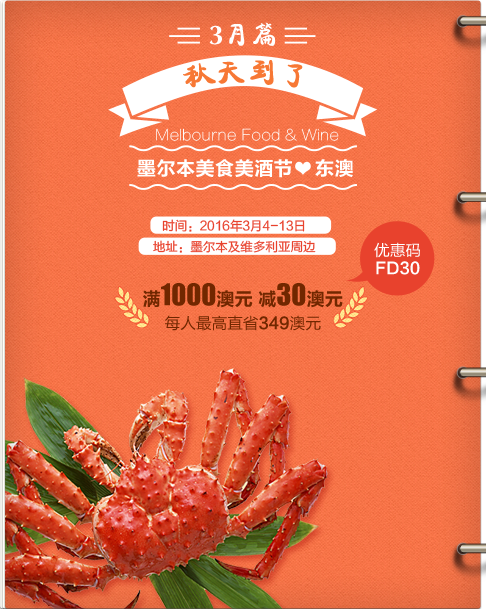 3月篇
秋天到了
Melbourne Food & Wine
墨尔本美食美酒节❤东澳
时间：2016年3月4-13日
地址：墨尔本及维多利亚周边
优惠码
FD30
满1000澳元 减30澳元
每人最高直省349澳元